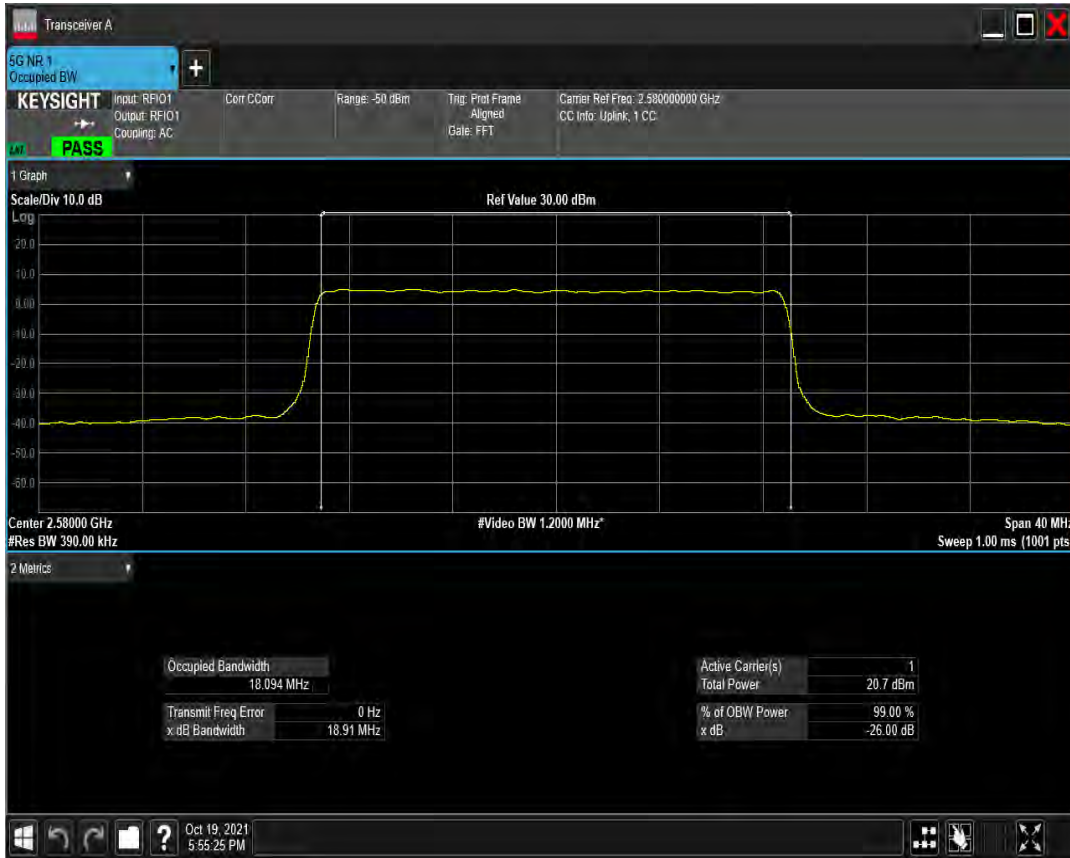 Transceiver A
5G NR 1
Occupied BW
KEYSIGHT
PASS
Input: RFIO1
Output: RFIO1
Coupling: AC
Corr CCorr
Range: -50 dBm
Trig: Prot Frame
Aligned
Gate: FFT
Carrier Ref Freq: 2.580000000 GHz
CC Info: Uplink, 1 CC
1 Graph
Scale/Div 10.0 dB
Ref Value 30.00 dBm
Log
20.0
10.0
0.00
-10.0
-20.0
-30.0
-40.0
-50.0
-60.0
Center 2.58000 GHz
#Video BW 1.2000 MHz*
Span 40 MHz
#Res BW 390.00 kHz
Sweep 1.00 ms (1001 pts
2 Metrics
Occupied Bandwidth
18.094 MHz
Transmit Freq Error 0 Hz
x dB Bandwidth 18.91 MHz
Active Carrier(s) 1
Total Power 20.7 dBm
% of OBW Power 99.00 %
x dB -26.00 dB
?
Oct 19, 2021
5:55:25 PM